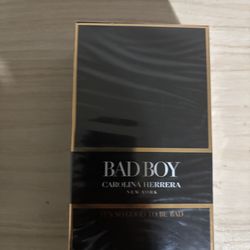 BAD BOY
CAROLINA HERRERA
NEW YORK
IT'S SO GOOD TO BE BAD